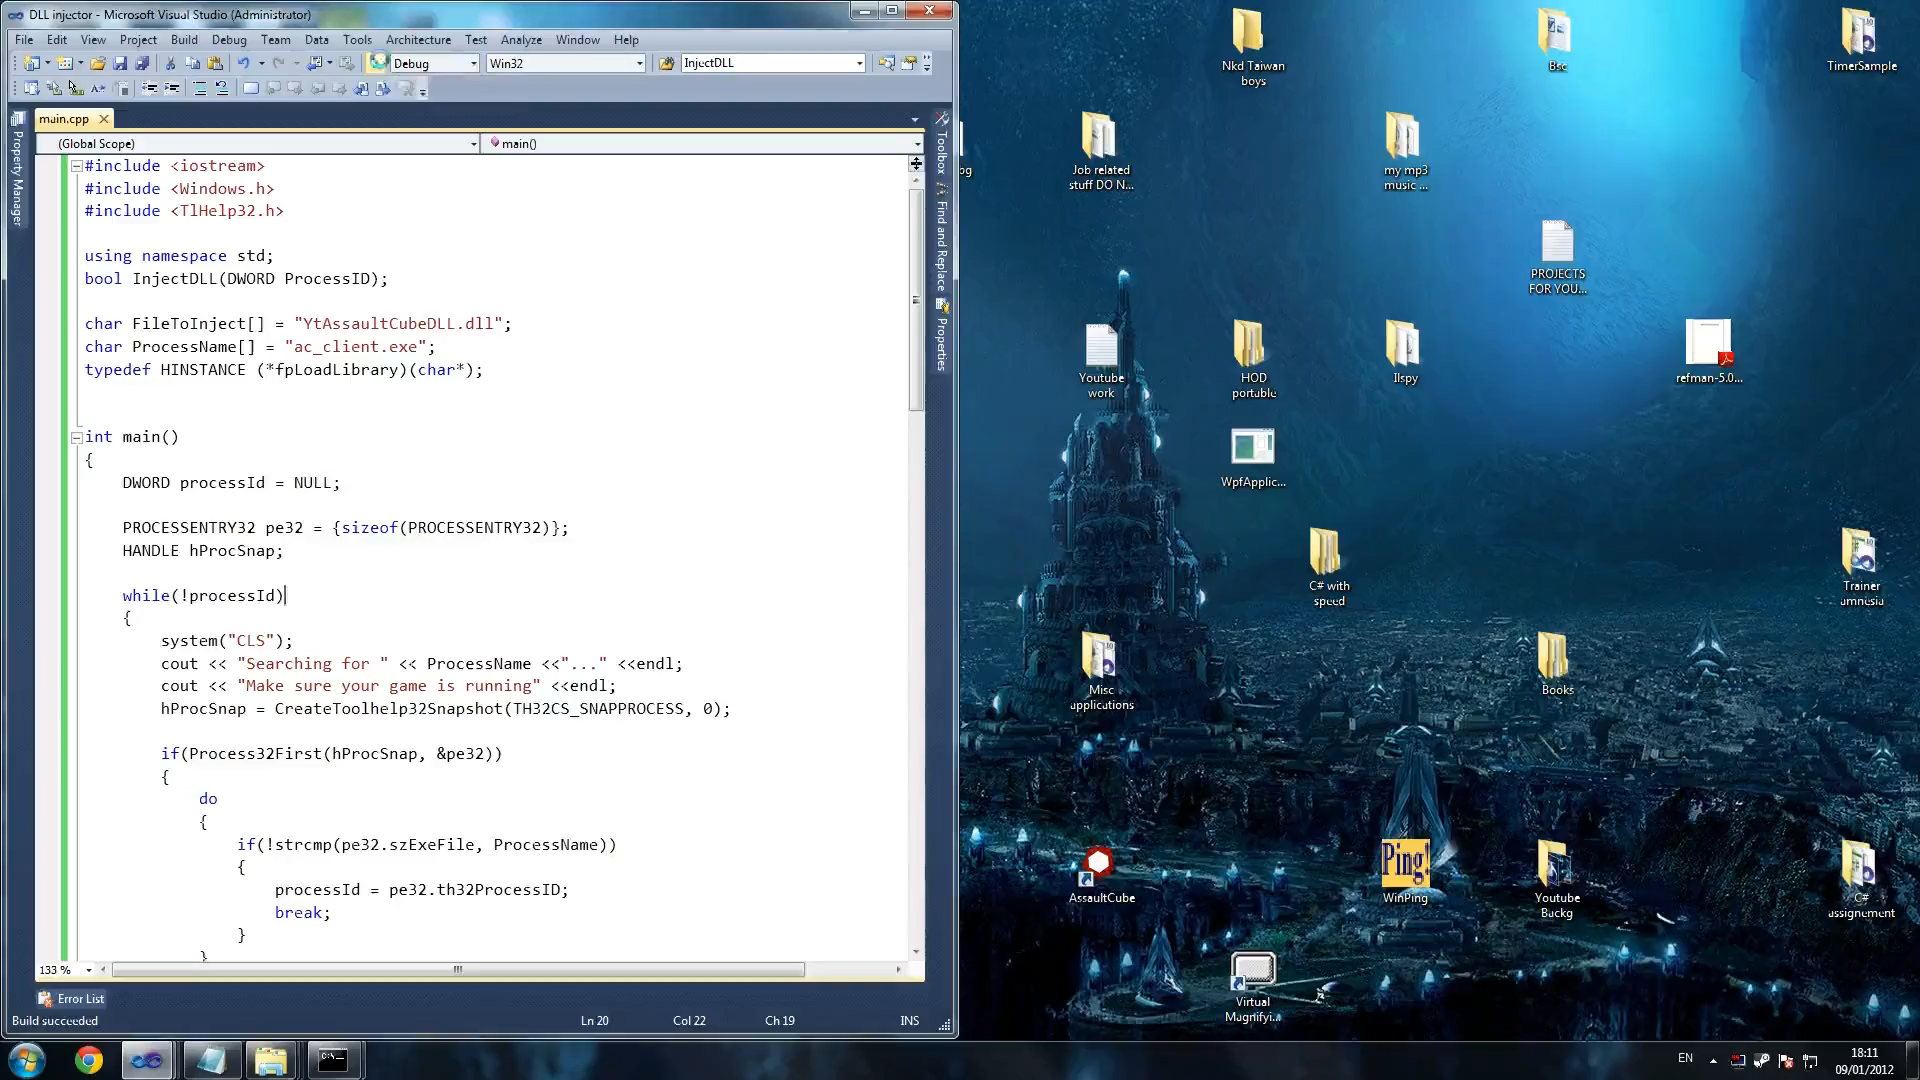 DLL injector - Microsoft Visual Studio (Administrator)
File Edit View Project Build Debug Team Data Tools Architecture Test Analyze Window Help
Debug Win32 InjectDLL
main.cpp
(Global Scope) main()
#include <iostream>
#include <Windows.h>
#include <TlHelp32.h>
using namespace std;
bool InjectDLL(DWORD ProcessID);
char FileToInject[] = "YtAssaultCubeDLL.dll";
char ProcessName[] = "ac_client.exe";
typedef HINSTANCE (*fpLoadLibrary)(char*);
int main()
{
DWORD processId = NULL;
PROCESSENTRY32 pe32 = {sizeof(PROCESSENTRY32)};
HANDLE hProcSnap;
while(!processId)
{
system("CLS");
cout << "Searching for " << ProcessName <<"..." <<endl;
cout << "Make sure your game is running" <<endl;
hProcSnap = CreateToolhelp32Snapshot(TH32CS_SNAPPROCESS, 0);
if(Process32First(hProcSnap, &pe32))
{
do
{
if(!strcmp(pe32.szExeFile, ProcessName))
{
processId = pe32.th32ProcessID;
break;
}
}
133 %
Error List
Build succeeded Ln 20 Col 22 Ch 19 INS
Property Manager
Toolbox
Find and Replace
Properties
Nkd Taiwan
boys
Bsc
TimerSample
og
Job related
stuff DO N...
my mp3
music ...
PROJECTS
FOR YOU...
Youtube
work
HOD
portable
Ilspy
refman-5.0...
WpfApplic...
C# with
speed
Trainer
amnesia
Misc
applications
Books
AssaultCube
Ping!
WinPing
Youtube
Backg
C#
assignement
Virtual
Magnifyi...
EN
18:11
09/01/2012